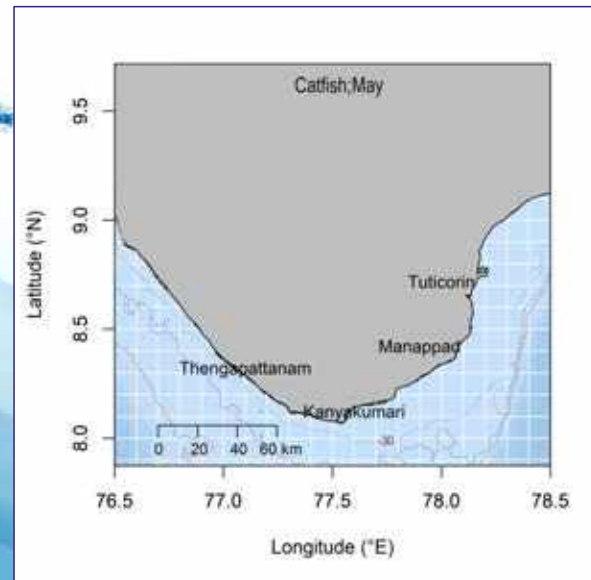 Catfish;May
9.5
9.0
8.5
8.0
Latitude (°N)
Tuticorin
Manappad
Thengapattanam
Kanyakumari
-30
0 20 40 60 km
76.5 77.0 77.5 78.0 78.5
Longitude (°E)